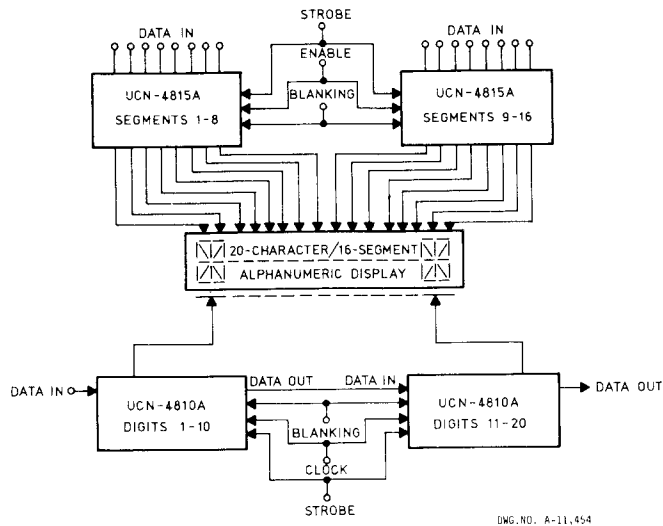 STROBE
DATA IN
ENABLE
DATA IN
BLANKING
UCN-4815A
SEGMENTS 1-8
UCN-4815A
SEGMENTS 9-16
20-CHARACTER/16-SEGMENT
ALPHANUMERIC DISPLAY
DATA IN
DATA OUT
DATA IN
DATA OUT
UCN-4810A
DIGITS 1-10
UCN-4810A
DIGITS 11-20
BLANKING
CLOCK
STROBE
DWG.NO. A-11,454